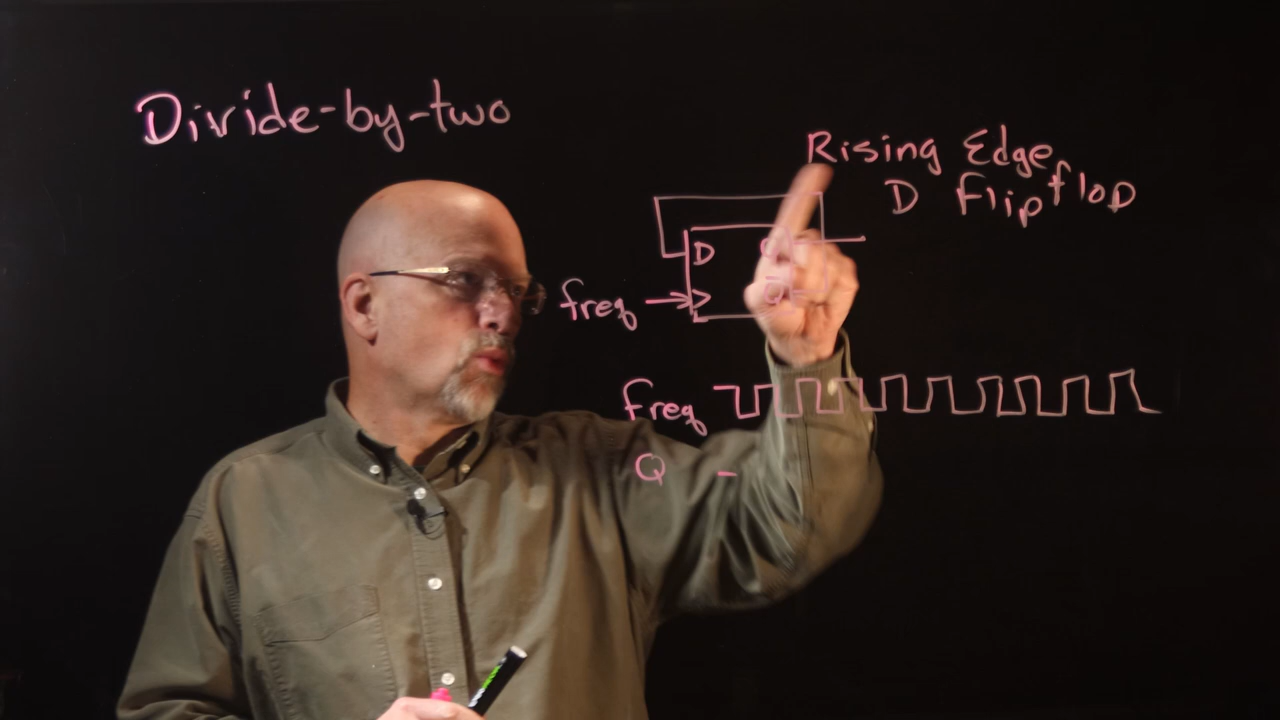 Divide-by-two
Rising Edge
D flipflop
D
Q
freq
freq
Q